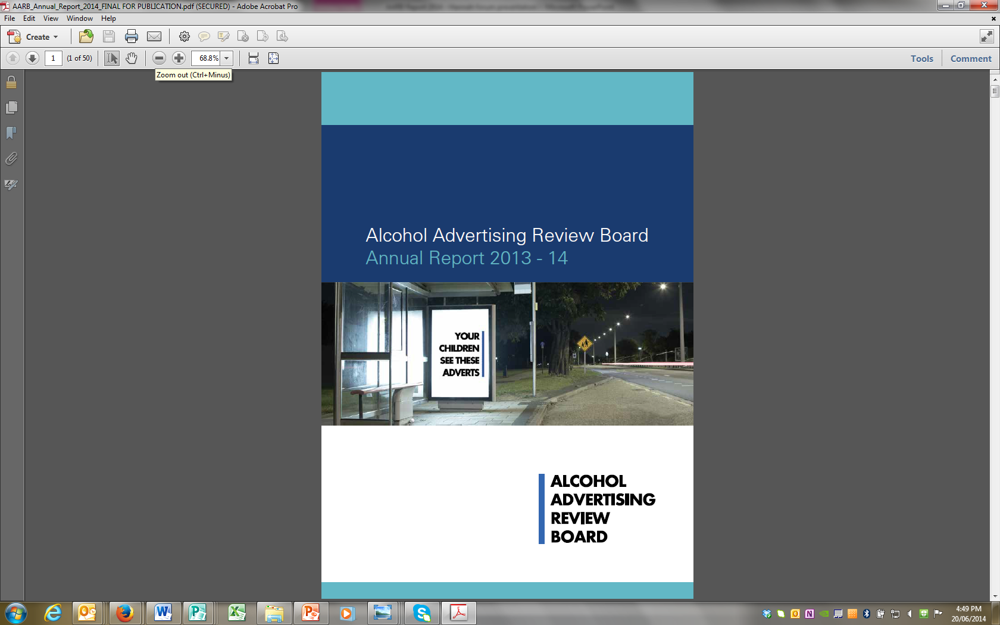 AARB_Annual_Report_2014_FINAL FOR PUBLICATION.pdf (SECURED) - Adobe Acrobat Pro
File Edit View Window Help
Create
1 (1 of 50) 68.8% Tools Comment
Zoom out (Ctrl+Minus)
Alcohol Advertising Review Board
Annual Report 2013 - 14
YOUR
CHILDREN
SEE THESE
ADVERTS
ALCOHOL
ADVERTISING
REVIEW
BOARD
4:49 PM
20/06/2014